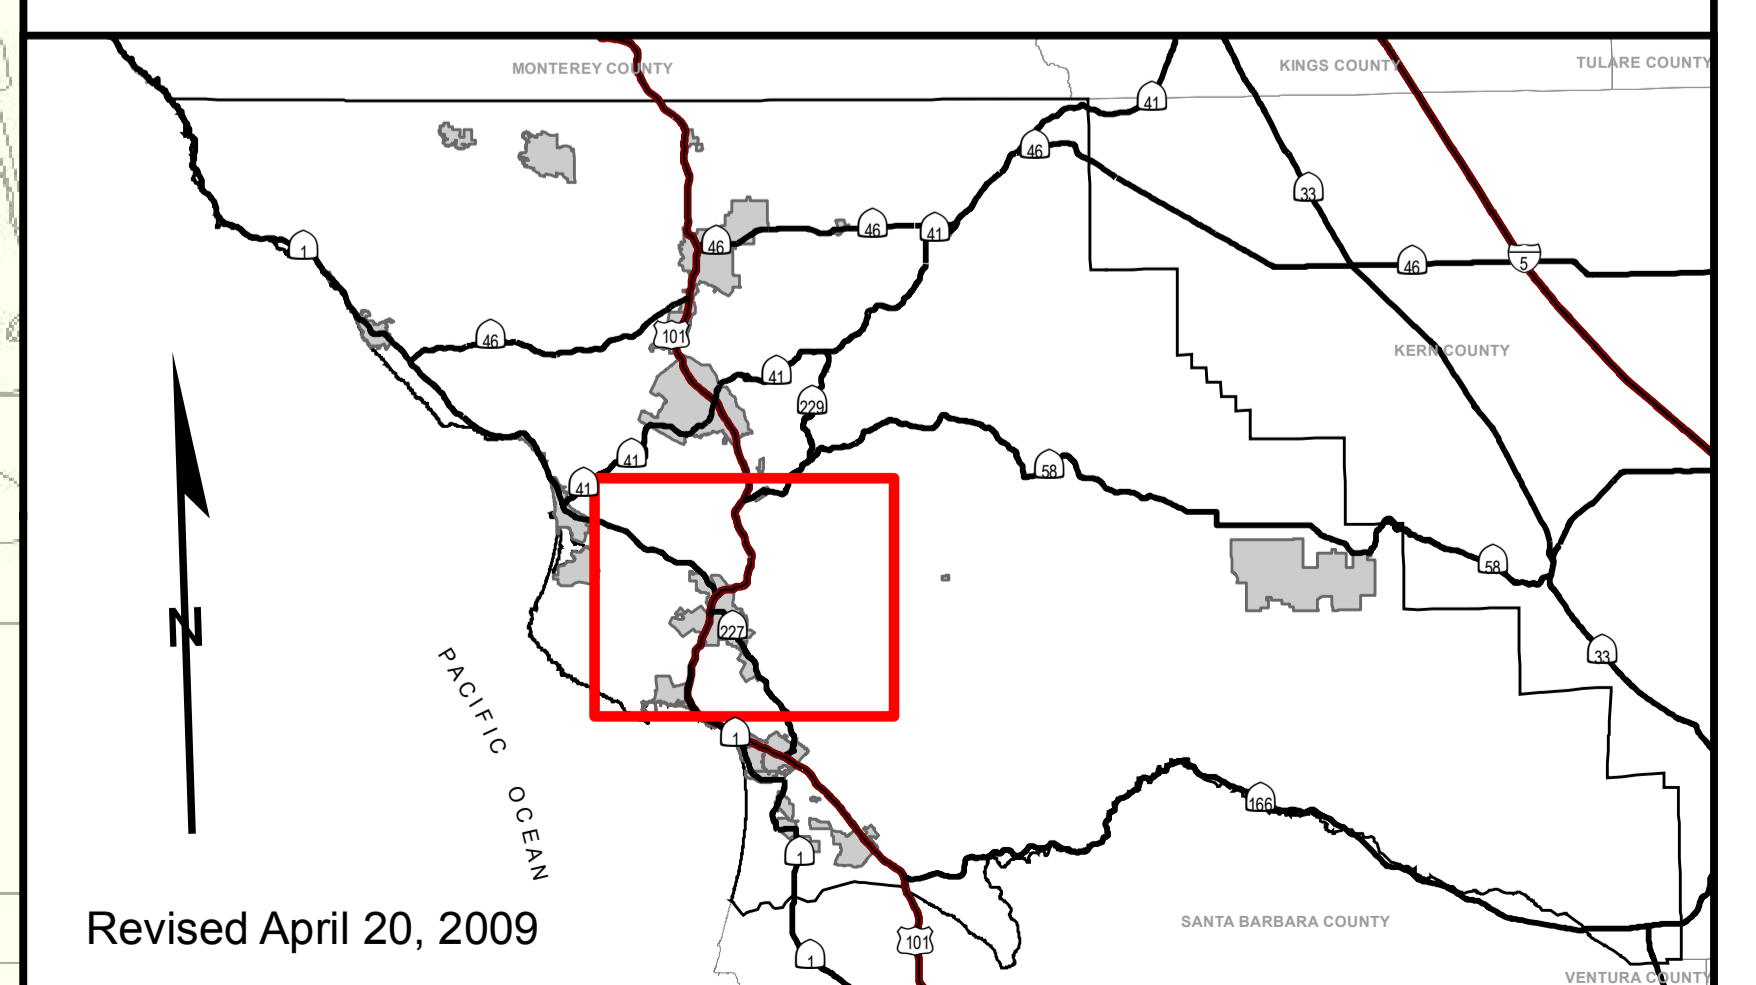 MONTEREY COUNTY
KINGS COUNTY
TULARE COUNTY
41
46
33
1
46
46
41
46
5
46
101
KERN COUNTY
41
229
41
58
41
58
227
33
N
PACIFIC OCEAN
1
166
1
Revised April 20, 2009
SANTA BARBARA COUNTY
101
1
VENTURA COUNTY